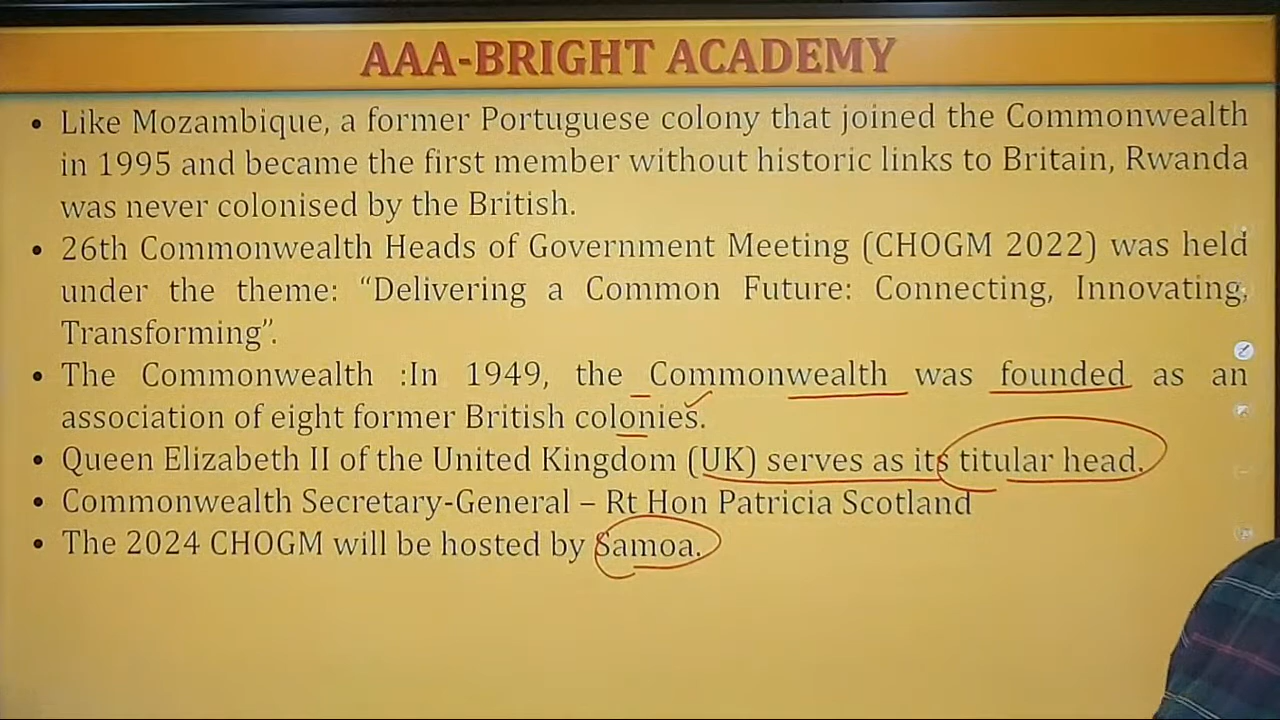 AAA-BRIGHT ACADEMY
• Like Mozambique, a former Portuguese colony that joined the Commonwealth
in 1995 and became the first member without historic links to Britain, Rwanda
was never colonised by the British.
• 26th Commonwealth Heads of Government Meeting (CHOGM 2022) was held
under the theme: “Delivering a Common Future: Connecting, Innovating,
Transforming”.
• The Commonwealth :In 1949, the Commonwealth was founded as an
association of eight former British colonies.
• Queen Elizabeth II of the United Kingdom (UK) serves as its titular head.
• Commonwealth Secretary-General – Rt Hon Patricia Scotland
• The 2024 CHOGM will be hosted by Samoa.